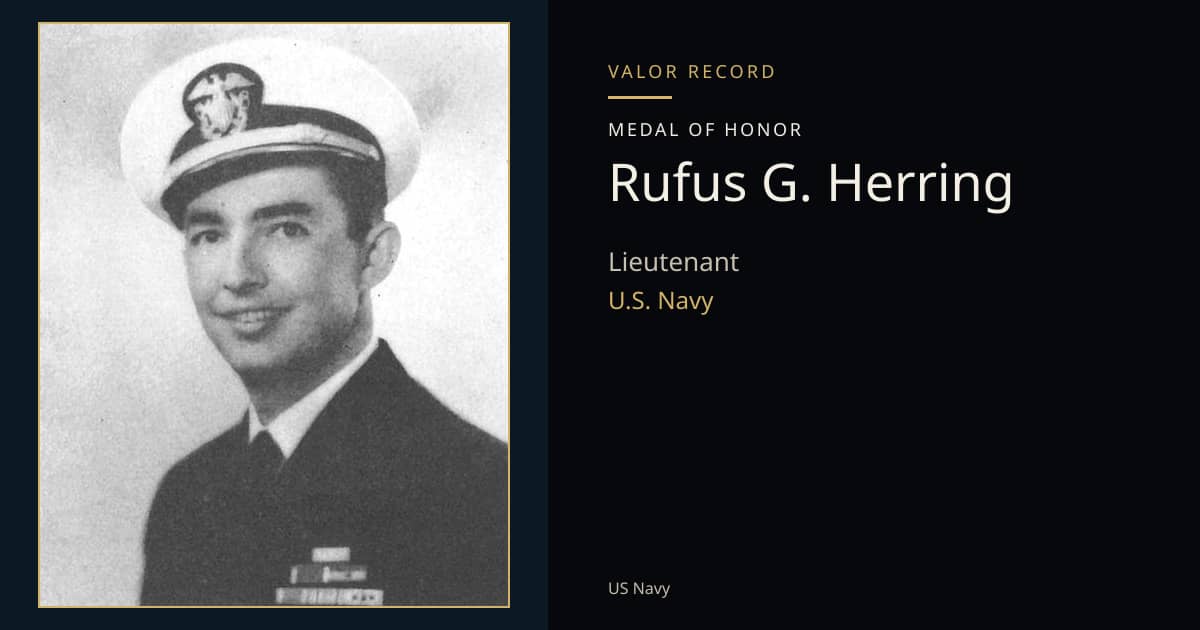 VALOR RECORD
MEDAL OF HONOR
Rufus G. Herring
Lieutenant
U.S. Navy
US Navy